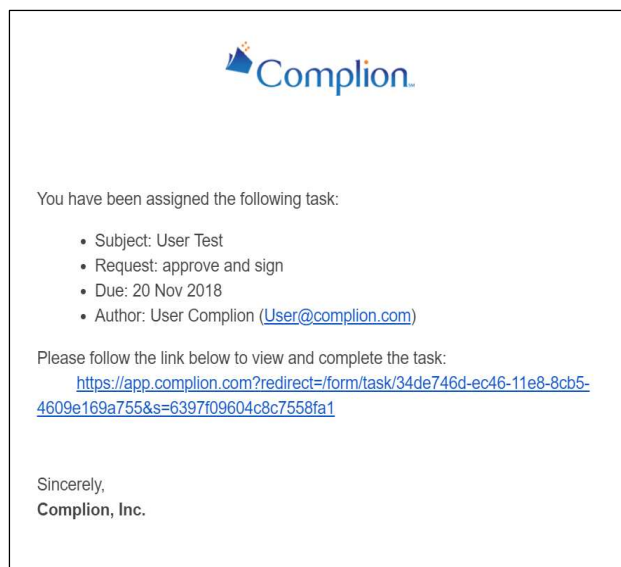 Complion
You have been assigned the following task:
• Subject: User Test
• Request: approve and sign
• Due: 20 Nov 2018
• Author: User Complion (User@complion.com)
Please follow the link below to view and complete the task:
https://app.complion.com?redirect=/form/task/34de746d-ec46-11e8-8cb5-
4609e169a755&s=6397f09604c8c7558fa1
Sincerely,
Complion, Inc.